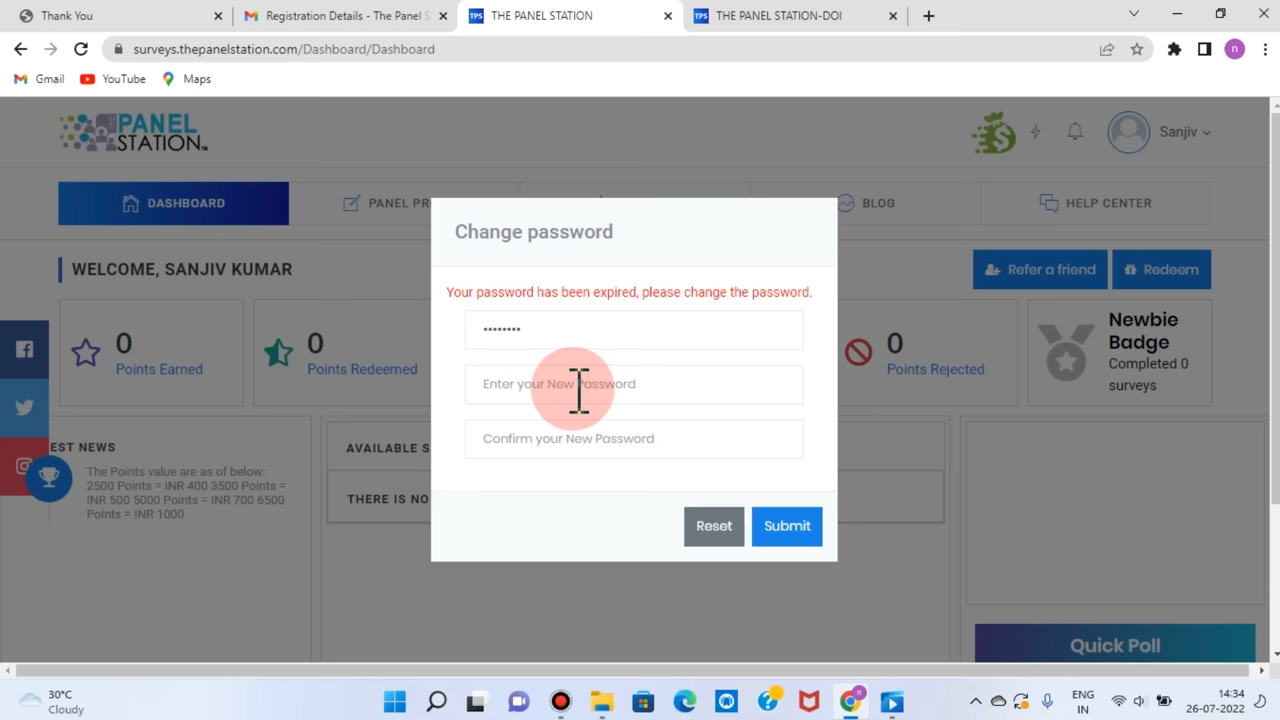 Thank You
Registration Details - The Panel S
THE PANEL STATION
THE PANEL STATION-DOI
surveys.thepanelstation.com/Dashboard/Dashboard
n
Gmail
YouTube
Maps
PANEL
STATION
Sanjiv
DASHBOARD
PANEL PR
BLOG
HELP CENTER
WELCOME, SANJIV KUMAR
Refer a friend
Redeem
0
Points Earned
0
Points Redeemed
0
Points Rejected
Newbie
Badge
Completed 0
surveys
Change password
Your password has been expired, please change the password.
••••••••
Enter your New Password
Confirm your New Password
Reset
Submit
EST NEWS
The Points value are as of below:
2500 Points = INR 400 3500 Points =
INR 500 5000 Points = INR 700 6500
Points = INR 1000
AVAILABLE S
THERE IS NO
Quick Poll
30°C
Cloudy
ENG
IN
14:34
26-07-2022